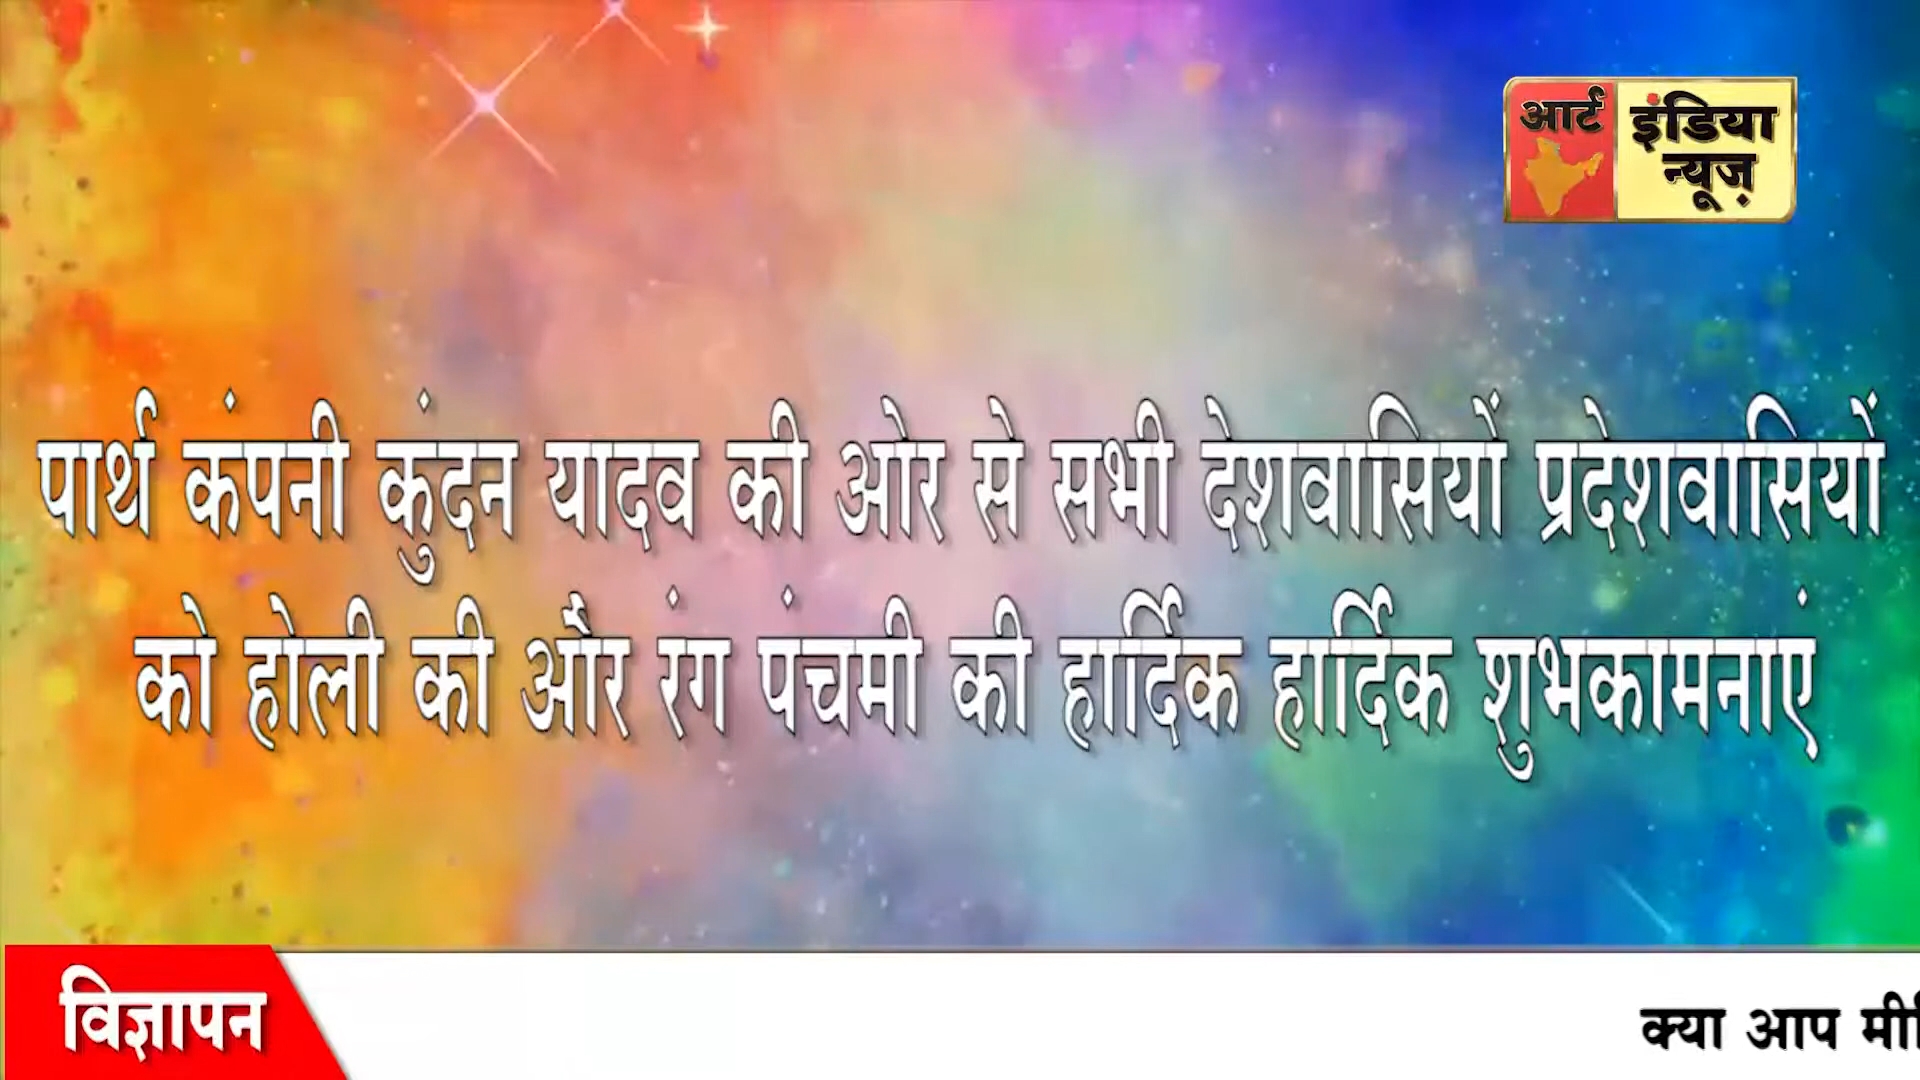 आर्ट
इंडिया
न्यूज़
पार्थ कंपनी कुंदन यादव की ओर से सभी देशवासियों प्रदेशवासियों
को होली की और रंग पंचमी की हार्दिक हार्दिक शुभकामनाएं
विज्ञापन
क्या आप